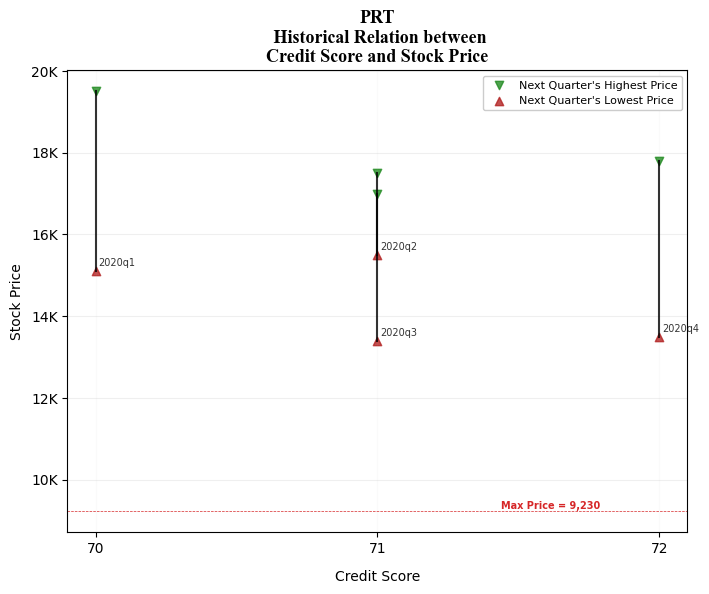 PRT
Historical Relation between
Credit Score and Stock Price
Next Quarter's Highest Price
Next Quarter's Lowest Price
20K
18K
16K
14K
12K
10K
Stock Price
2020q1
2020q2
2020q3
2020q4
Max Price = 9,230
70
71
72
Credit Score